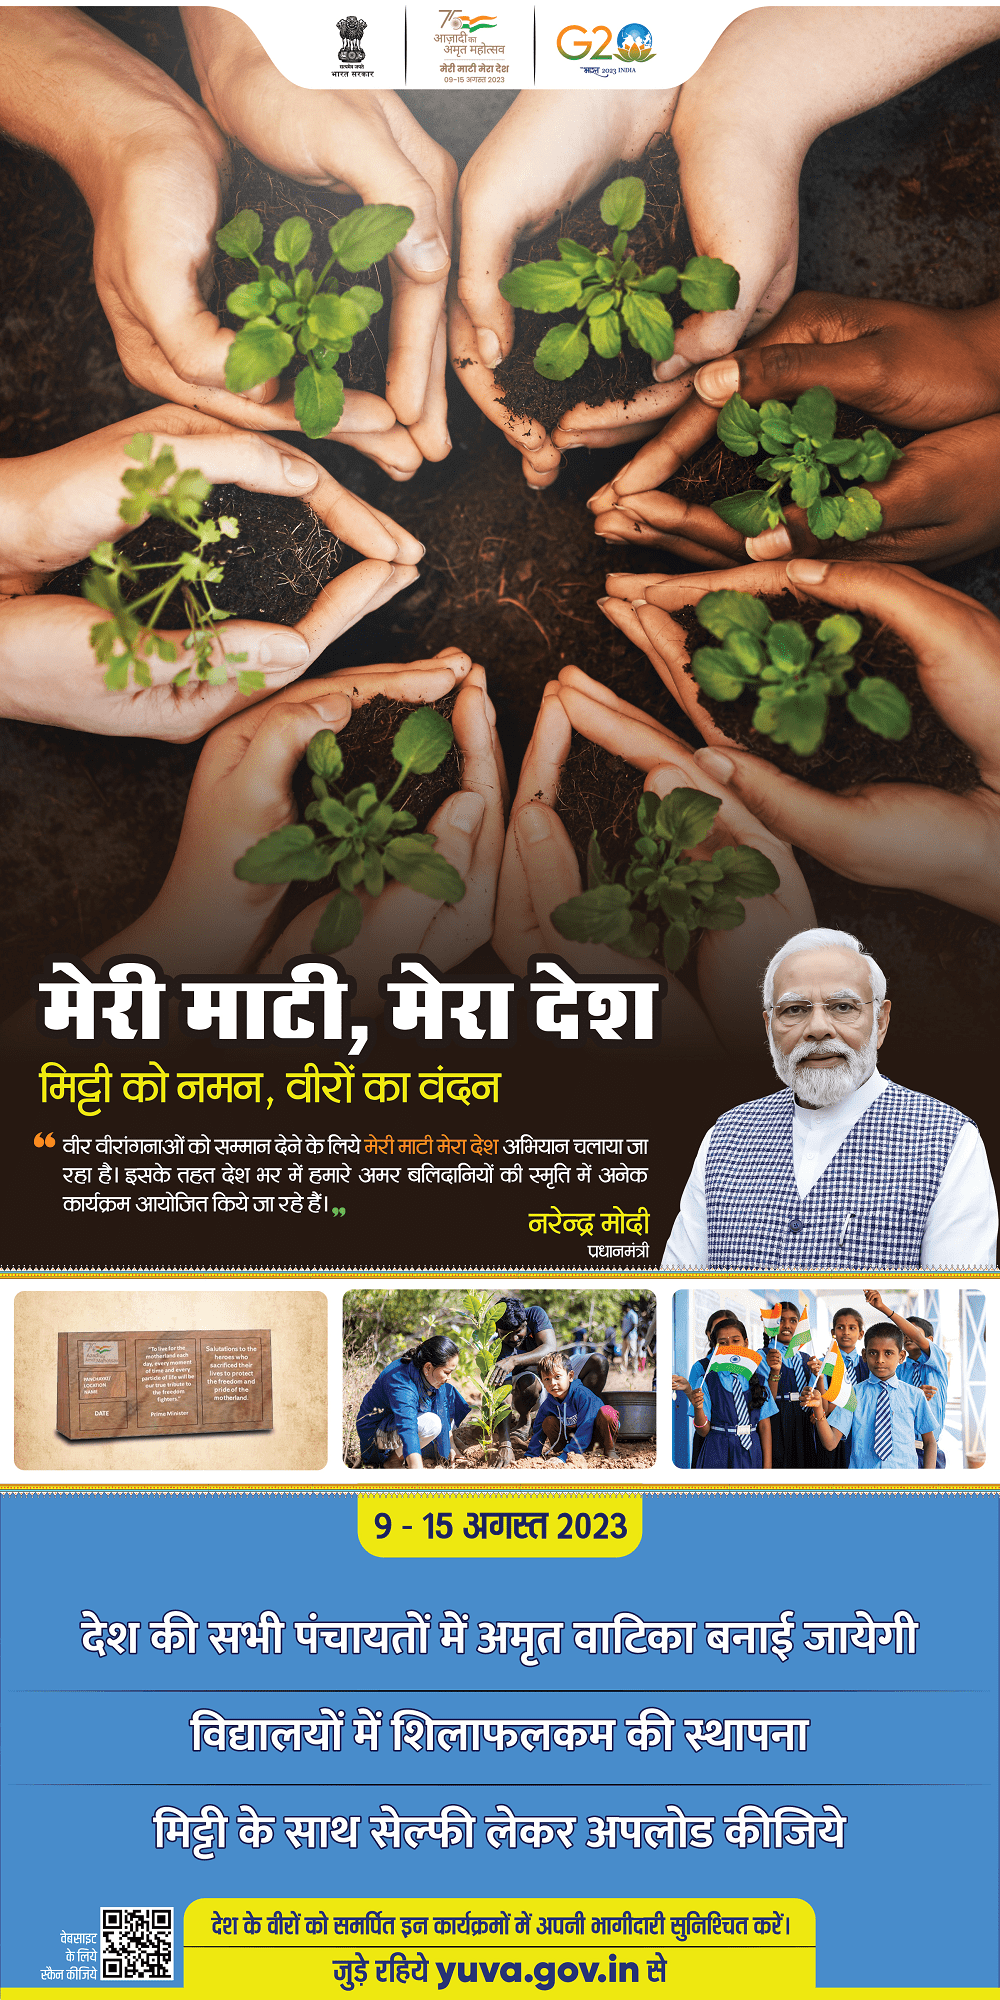 सत्यमेव जयते
भारत सरकार
75
आज़ादी का
अमृत महोत्सव
मेरी माटी मेरा देश
09-15 अगस्त 2023
G20
भारत 2023 INDIA
मेरी माटी, मेरा देश
मिट्टी को नमन, वीरों का वंदन
“ वीर वीरांगनाओं को सम्मान देने के लिये मेरी माटी मेरा देश अभियान चलाया जा
रहा है। इसके तहत देश भर में हमारे अमर बलिदानियों की स्मृति में अनेक
कार्यक्रम आयोजित किये जा रहे हैं। ”
नरेन्द्र मोदी
प्रधानमंत्री
PANCHAYAT/
LOCATION
NAME
DATE
"To live for the
motherland each
day, every moment
of time and every
particle of life will be
our true tribute to
the freedom
fighters."
Prime Minister
Salutations to the
heroes who
sacrificed their
lives to protect
the freedom and
pride of the
motherland.
9 - 15 अगस्त 2023
देश की सभी पंचायतों में अमृत वाटिका बनाई जायेगी
विद्यालयों में शिलाफलकम की स्थापना
मिट्टी के साथ सेल्फी लेकर अपलोड कीजिये
वेबसाइट
के लिये
स्कैन कीजिये
देश के वीरों को समर्पित इन कार्यक्रमों में अपनी भागीदारी सुनिश्चित करें।
जुड़े रहिये yuva.gov.in से